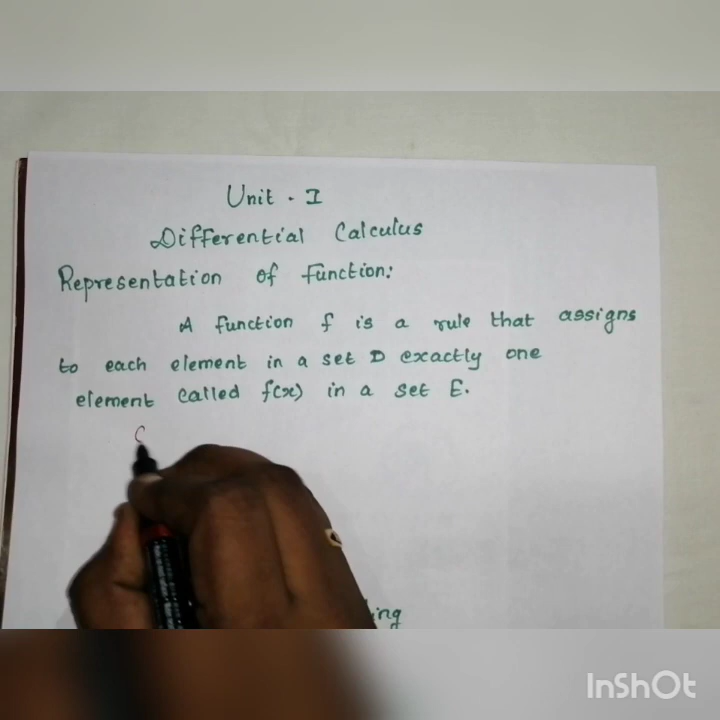 Unit - I
Differential Calculus
Representation of Function:
A function f is a rule that assigns
to each element in a set D exactly one
element called f(x) in a set E.
InShOt